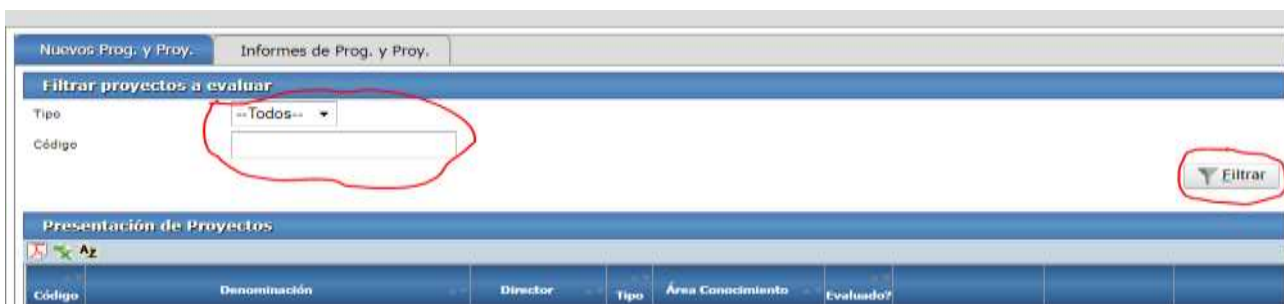 Nuevos Prog. y Proy. Informes de Prog. y Proy.
Filtrar proyectos a evaluar
Tipo --Todos--
Código
Filtrar
Presentación de Proyectos
AZ
Código Denominación Director Tipo Área Conocimiento Evaluado?